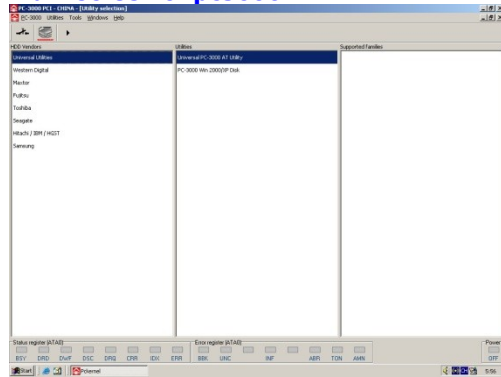 PC-3000 PCI - CHINA - [Utility selection]
PC-3000 Utilities Tools Windows Help
HDD Vendors
Utilities
Supported families
Universal Utilities
Universal PC-3000 AT Utility
Western Digital
PC-3000 Win 2000/XP Disk
Maxtor
Fujitsu
Toshiba
Seagate
Hitachi / IBM / HGST
Samsung
Status register (ATA0)
Error register (ATA0)
Power
BSY DRD DWF DSC DRQ CRR IDX ERR
BBK UNC INF ABR TON AMN
OFF
Start
Pckernel
5:56